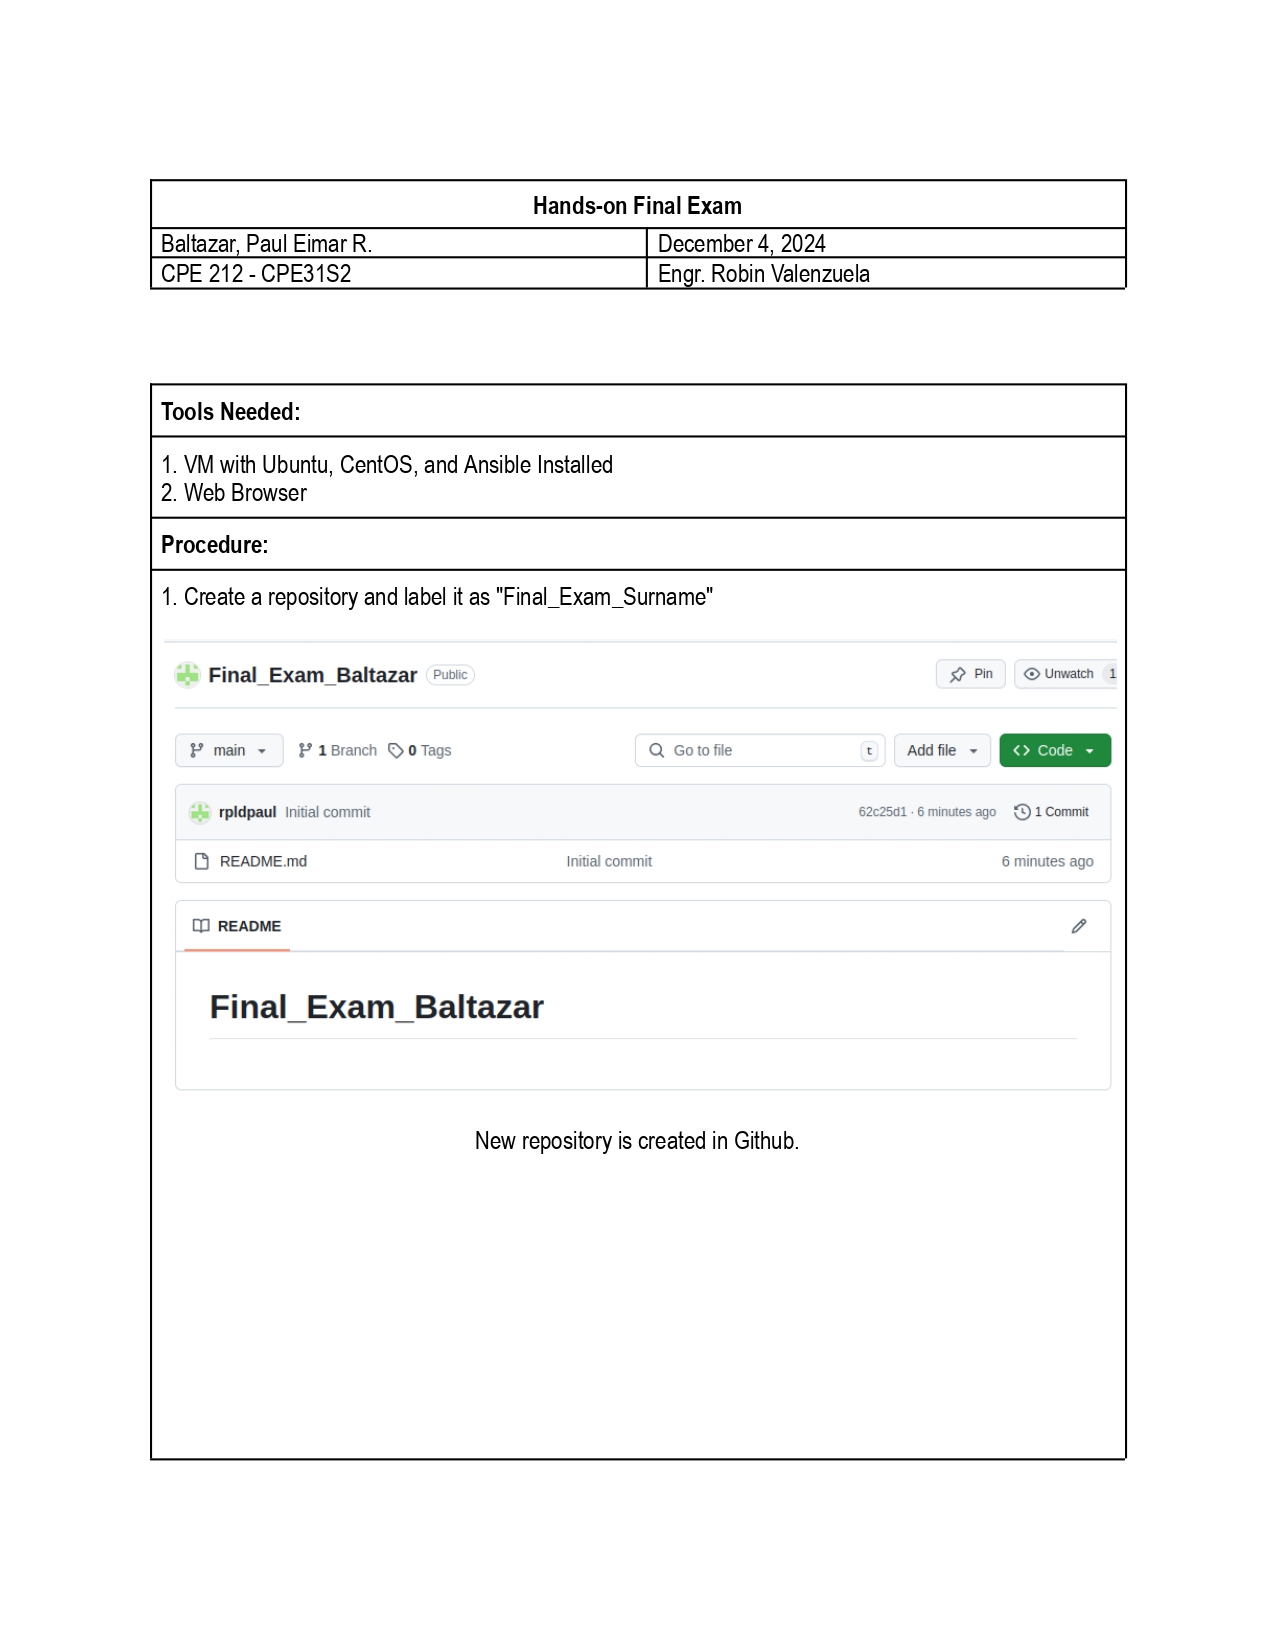 Hands-on Final Exam
Baltazar, Paul Eimar R.
December 4, 2024
CPE 212 - CPE31S2
Engr. Robin Valenzuela
Tools Needed:
1. VM with Ubuntu, CentOS, and Ansible Installed
2. Web Browser
Procedure:
1. Create a repository and label it as "Final_Exam_Surname"
Final_Exam_Baltazar Public Pin Unwatch 1
main 1 Branch 0 Tags Go to file t Add file Code
rpldpaul Initial commit 62c25d1 · 6 minutes ago 1 Commit
README.md Initial commit 6 minutes ago
README
Final_Exam_Baltazar
New repository is created in Github.